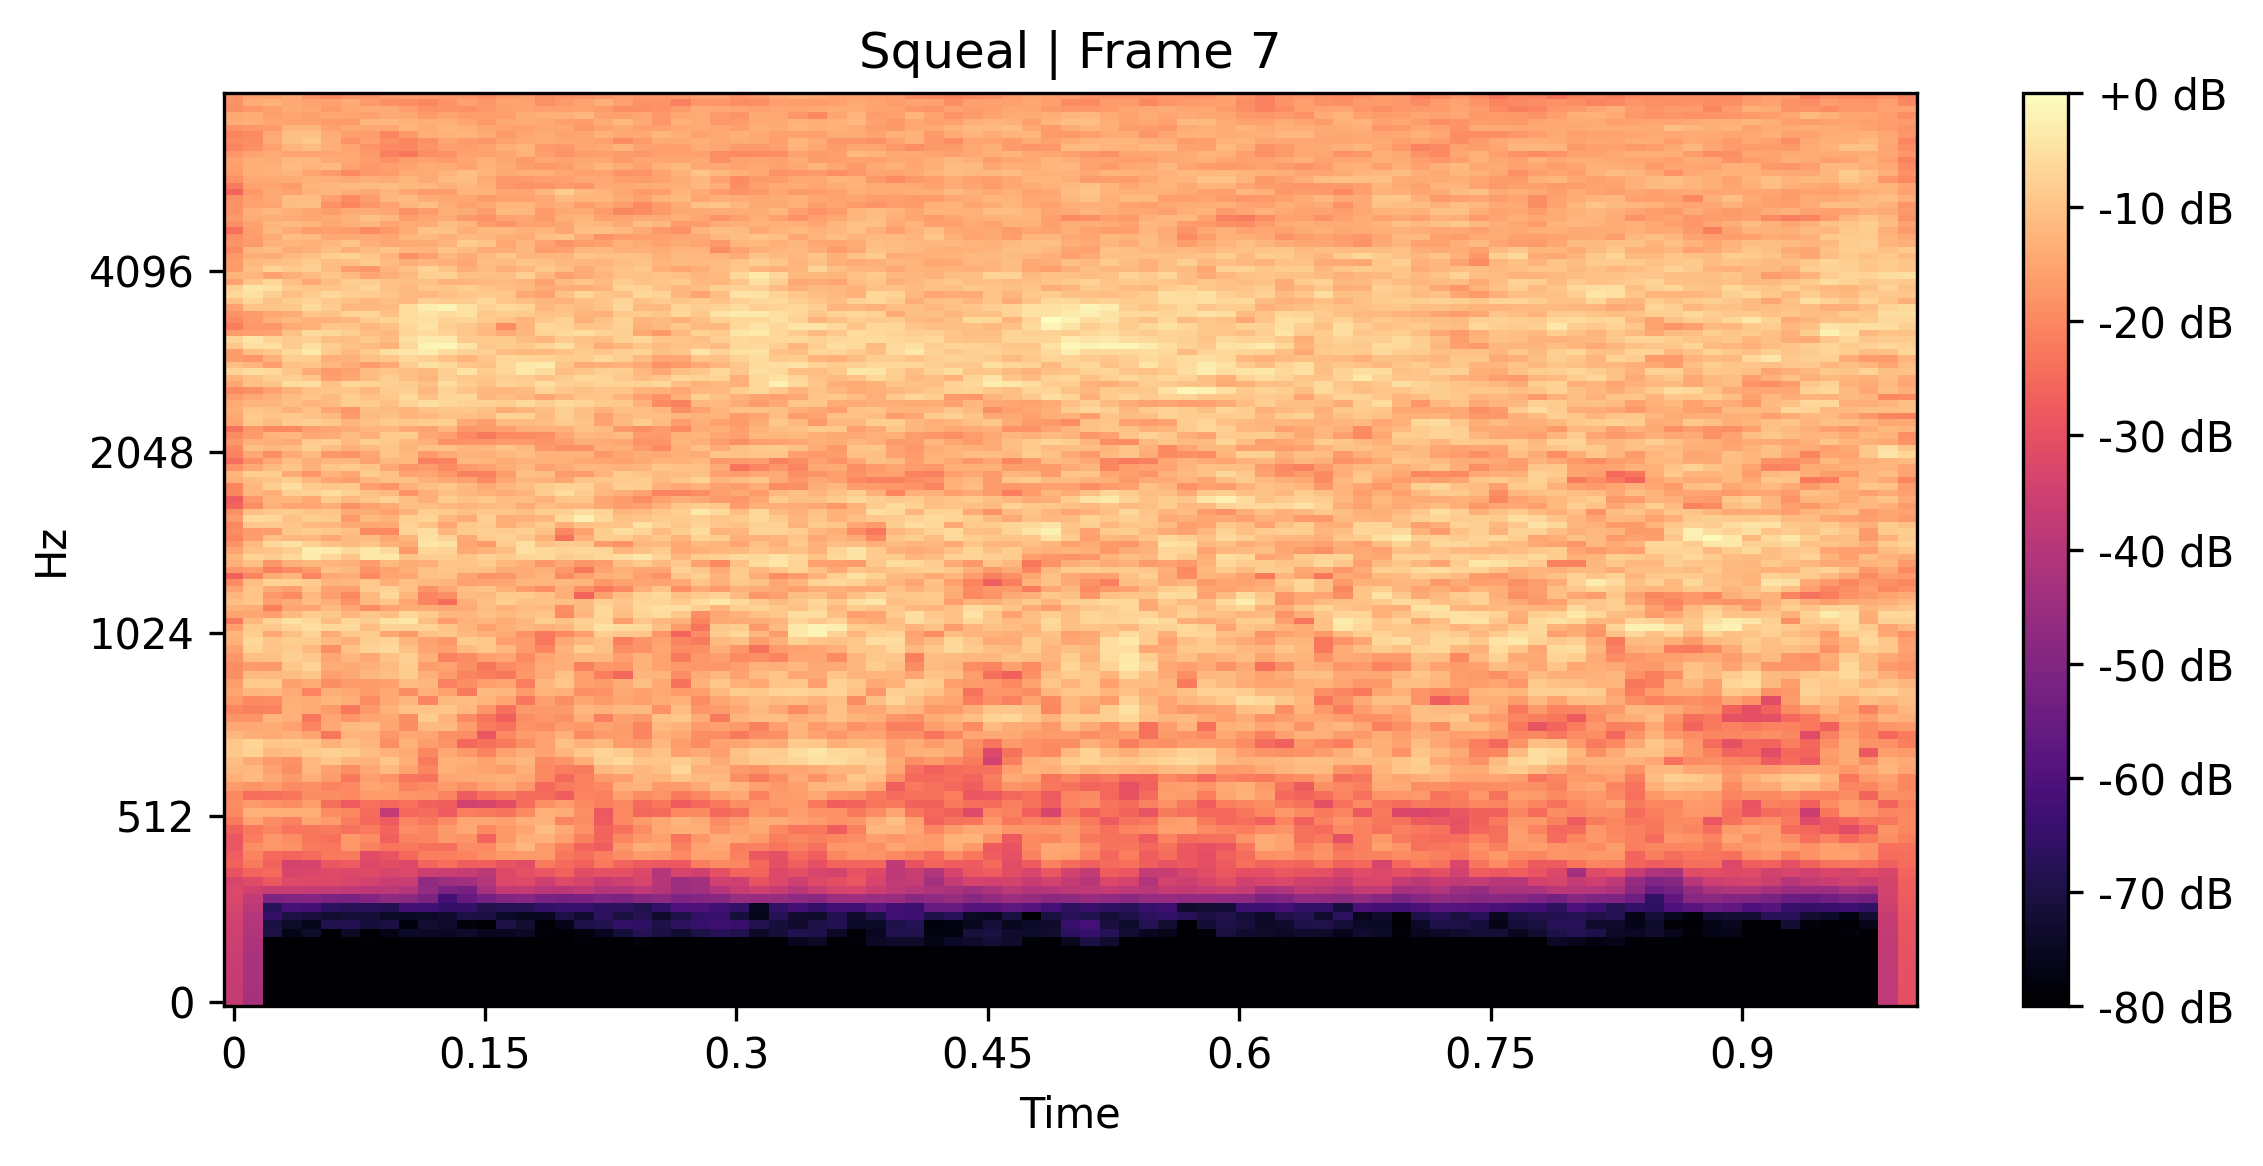 Squeal | Frame 7
Hz
4096
2048
1024
512
0
0 0.15 0.3 0.45 0.6 0.75 0.9
Time
+0 dB
-10 dB
-20 dB
-30 dB
-40 dB
-50 dB
-60 dB
-70 dB
-80 dB